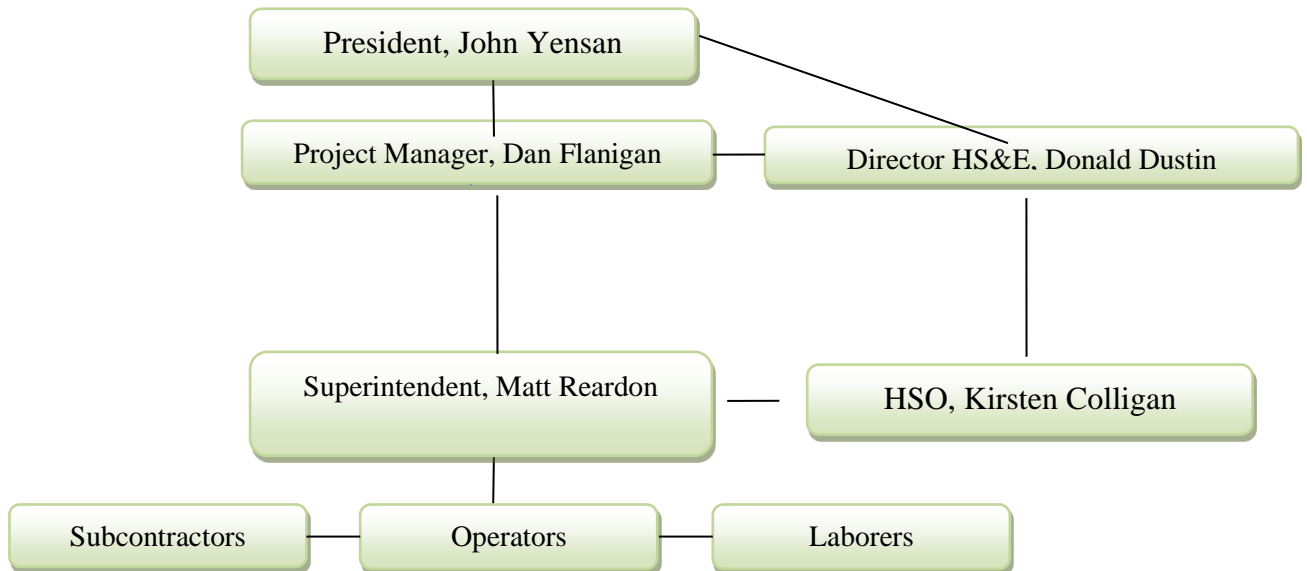 President, John Yensan
Project Manager, Dan Flanigan
Director HS&E, Donald Dustin
Superintendent, Matt Reardon
HSO, Kirsten Colligan
Subcontractors
Operators
Laborers